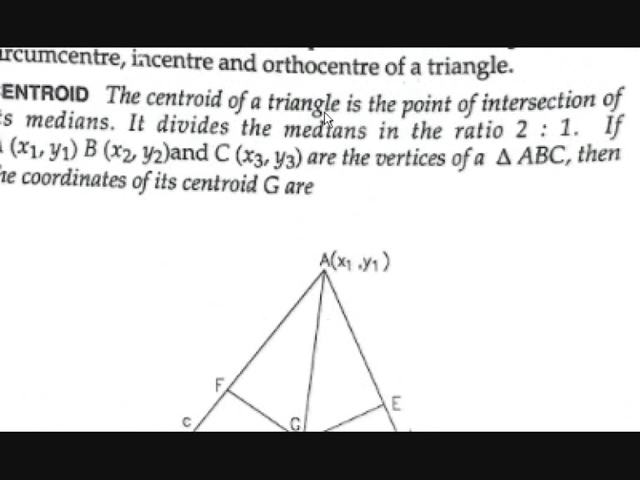 rcumcentre, incentre and orthocentre of a triangle.
ENTROID The centroid of a triangle is the point of intersection of
s medians. It divides the medians in the ratio 2 : 1. If
(x₁, y₁) B (x₂, y₂)and C (x₃, y₃) are the vertices of a Δ ABC, then
he coordinates of its centroid G are
A(x₁ ,y₁ )
F
E
C
G